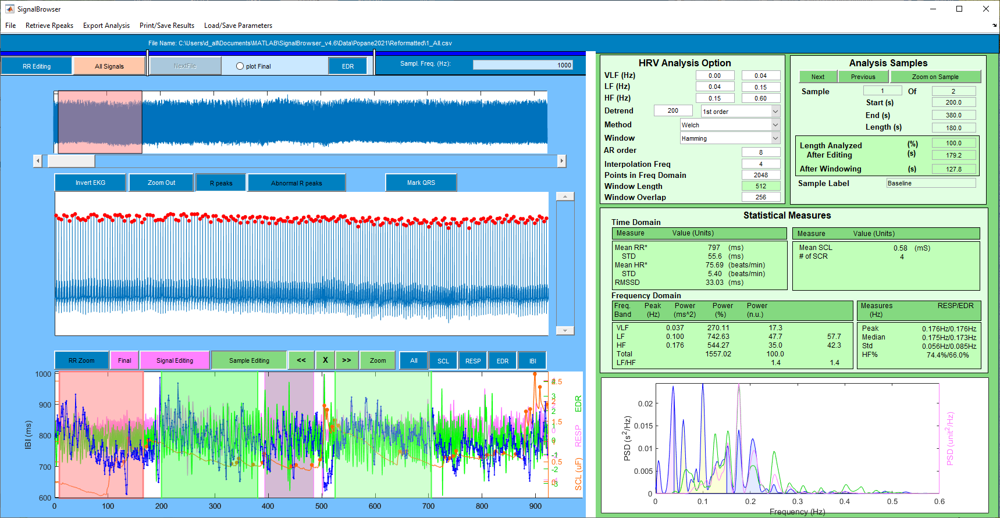 SignalBrowser
File Retrieve Rpeaks Export Analysis Print/Save Results Load/Save Parameters
File Name: C:\Users\d_all\Documents\MATLAB\SignalBrowser_v4.6\Data\Popane2021\Reformatted\1_All.csv
RR Editing All Signals NextFile plot Final EDR Sampl. Freq. (Hz): 1000
Invert EKG Zoom Out R peaks Abnormal R peaks Mark QRS
RR Zoom Final Signal Editing Sample Editing << X >> Zoom All SCL RESP EDR IBI
1000
900
800
700
600
IBI (ms)
0 100 200 300 400 500 600 700 800 900
EDR
RESP
SCL (uF)
HRV Analysis Option
VLF (Hz) 0.00 0.04
LF (Hz) 0.04 0.15
HF (Hz) 0.15 0.60
Detrend 200 1st order
Method Welch
Window Hamming
AR order 8
Interpolation Freq 4
Points in Freq Domain 2048
Window Length 512
Window Overlap 256
Analysis Samples
Next Previous Zoom on Sample
Sample 1 Of 2
Start (s) 200.0
End (s) 380.0
Length (s) 180.0
Length Analyzed (%) 100.0
After Editing (s) 179.2
After Windowing (s) 127.8
Sample Label Baseline
Statistical Measures
Time Domain
Measure Value (Units)
Mean RR* 797 (ms)
STD 55.6 (ms)
Mean HR* 75.69 (beats/min)
STD 5.40 (beats/min)
RMSSD 33.03 (ms)
Measure Value (Units)
Mean SCL 0.58 (mS)
# of SCR 4
Frequency Domain
Freq. Peak Power Power Power
Band (Hz) (ms^2) (%) (n.u.)
VLF 0.037 270.11 17.3
LF 0.100 742.63 47.7 57.7
HF 0.176 544.27 35.0 42.3
Total 1557.02 100.0
LF/HF 1.4 1.4
Measures RESP/EDR
(Hz)
Peak 0.176Hz/0.176Hz
Median 0.175Hz/0.173Hz
Std 0.056Hz/0.085Hz
HF% 74.4%/66.0%
PSD (s²/Hz)
0.02
0.015
0.01
0.005
0
0 0.1 0.2 0.3 0.4 0.5 0.6
Frequency (Hz)
PSD (unit²/Hz)